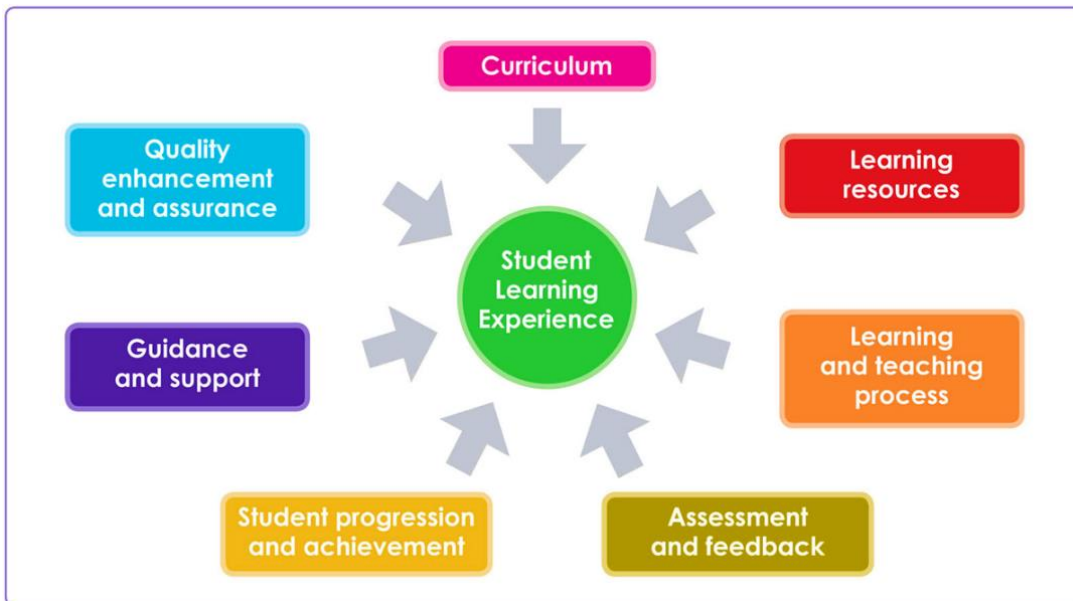 Curriculum
Quality
enhancement
and assurance
Learning
resources
Student
Learning
Experience
Guidance
and support
Learning
and teaching
process
Student progression
and achievement
Assessment
and feedback